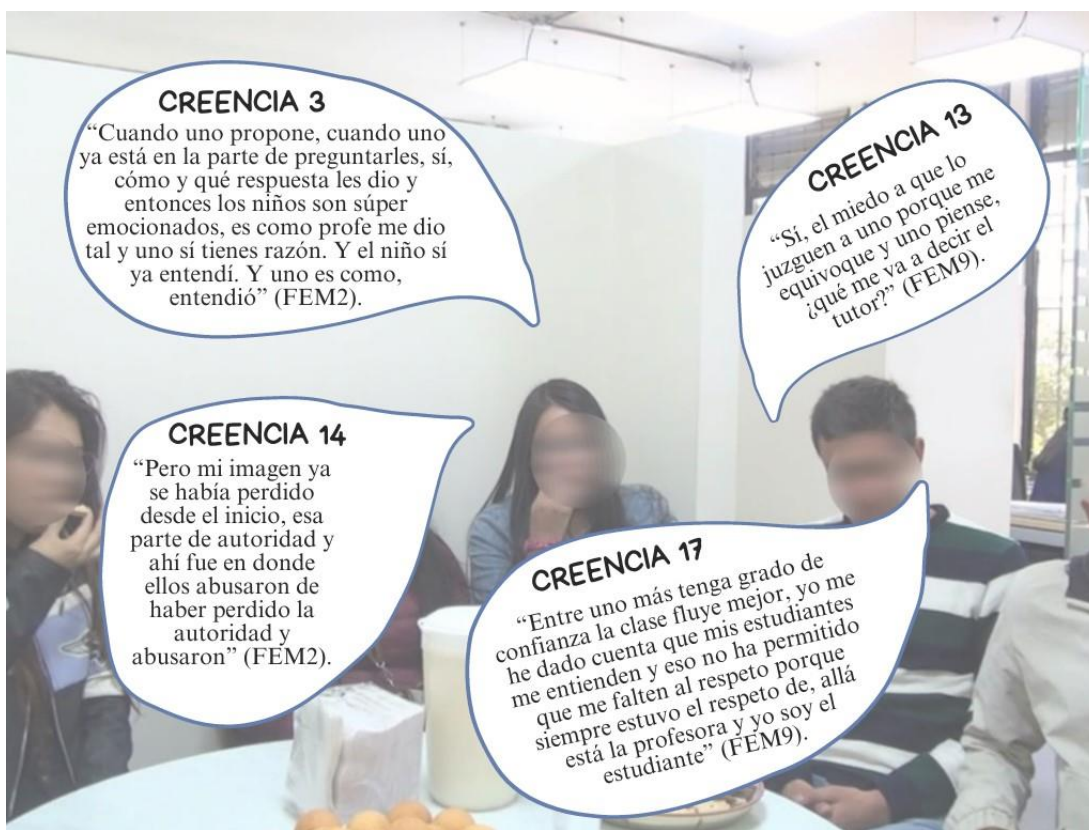 CREENCIA 3
“Cuando uno propone, cuando uno
ya está en la parte de preguntarles, sí,
cómo y qué respuesta les dio y
entonces los niños son súper
emocionados, es como profe me dio
tal y uno sí tienes razón. Y el niño sí
ya entendí. Y uno es como,
entendió” (FEM2).
CREENCIA 13
“Sí, el miedo a que lo
juzguen a uno porque me
equivoque y uno piense,
¿qué me va a decir el
tutor?” (FEM9).
CREENCIA 14
“Pero mi imagen ya
se había perdido
desde el inicio, esa
parte de autoridad y
ahí fue en donde
ellos abusaron de
haber perdido la
autoridad y
abusaron” (FEM2).
CREENCIA 17
“Entre uno más tenga grado de
confianza la clase fluye mejor, yo me
he dado cuenta que mis estudiantes
me entienden y eso no ha permitido
que me falten al respeto porque
siempre estuvo el respeto de, allá
está la profesora y yo soy el
estudiante” (FEM9).